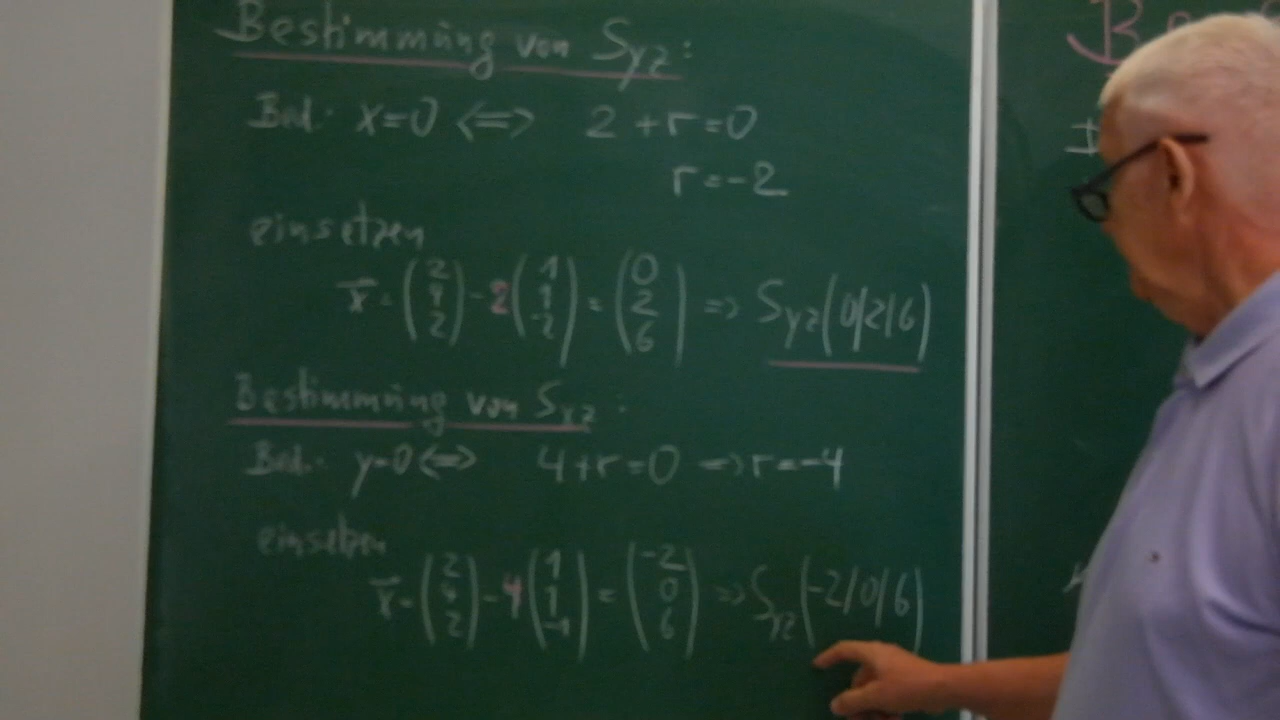 Bestimmung von Syz:
Bed: x=0 <=> 2+r=0
r=-2
einsetzen
x = (2 4 2) - 2 (1 1 -2) = (0 2 6) => Syz(0/2/6)
Bestimmung von Sxz:
Bed: y=0 <=> 4+r=0 => r=-4
einsetzen
x = (2 4 2) - 4 (1 1 -1) = (-2 0 6) => Sxz(-2/0/6)